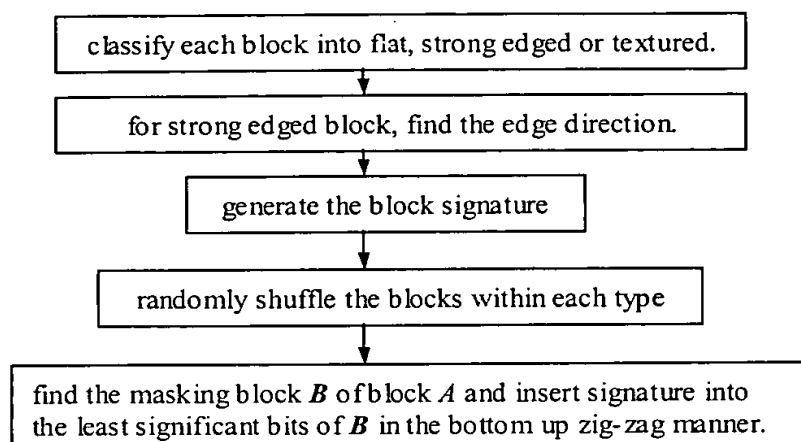 classify each block into flat, strong edged or textured.
for strong edged block, find the edge direction.
generate the block signature
randomly shuffle the blocks within each type
find the masking block B of block A and insert signature into
the least significant bits of B in the bottom up zig-zag manner.